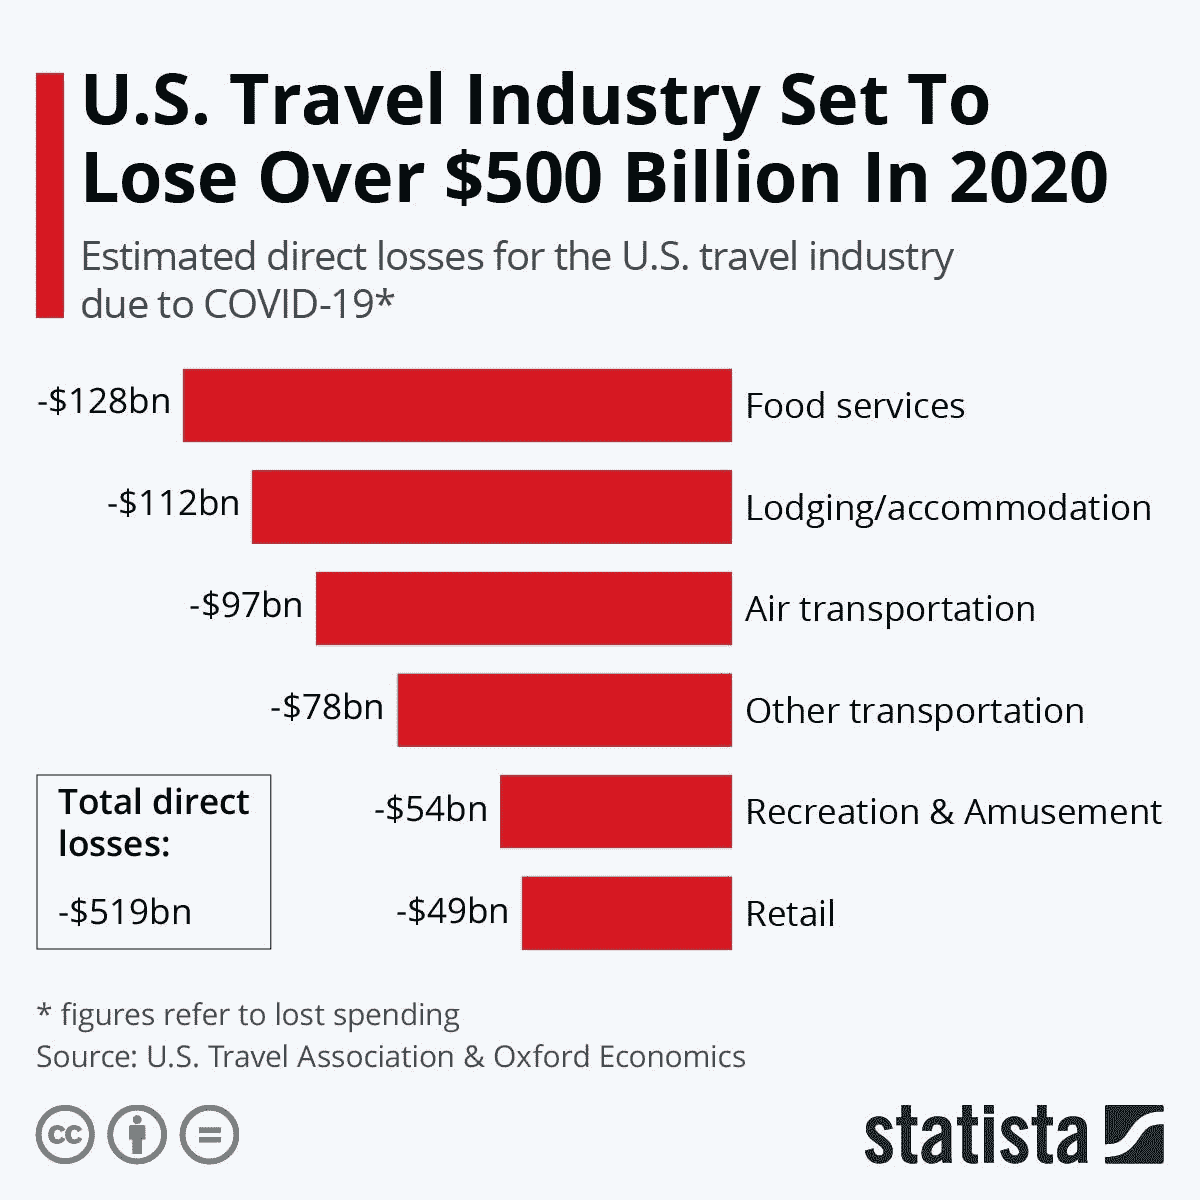 U.S. Travel Industry Set To
Lose Over $500 Billion In 2020
Estimated direct losses for the U.S. travel industry
due to COVID-19*
-$128bn Food services
-$112bn Lodging/accommodation
-$97bn Air transportation
-$78bn Other transportation
-$54bn Recreation & Amusement
-$49bn Retail
Total direct
losses:
-$519bn
* figures refer to lost spending
Source: U.S. Travel Association & Oxford Economics
cc
statista